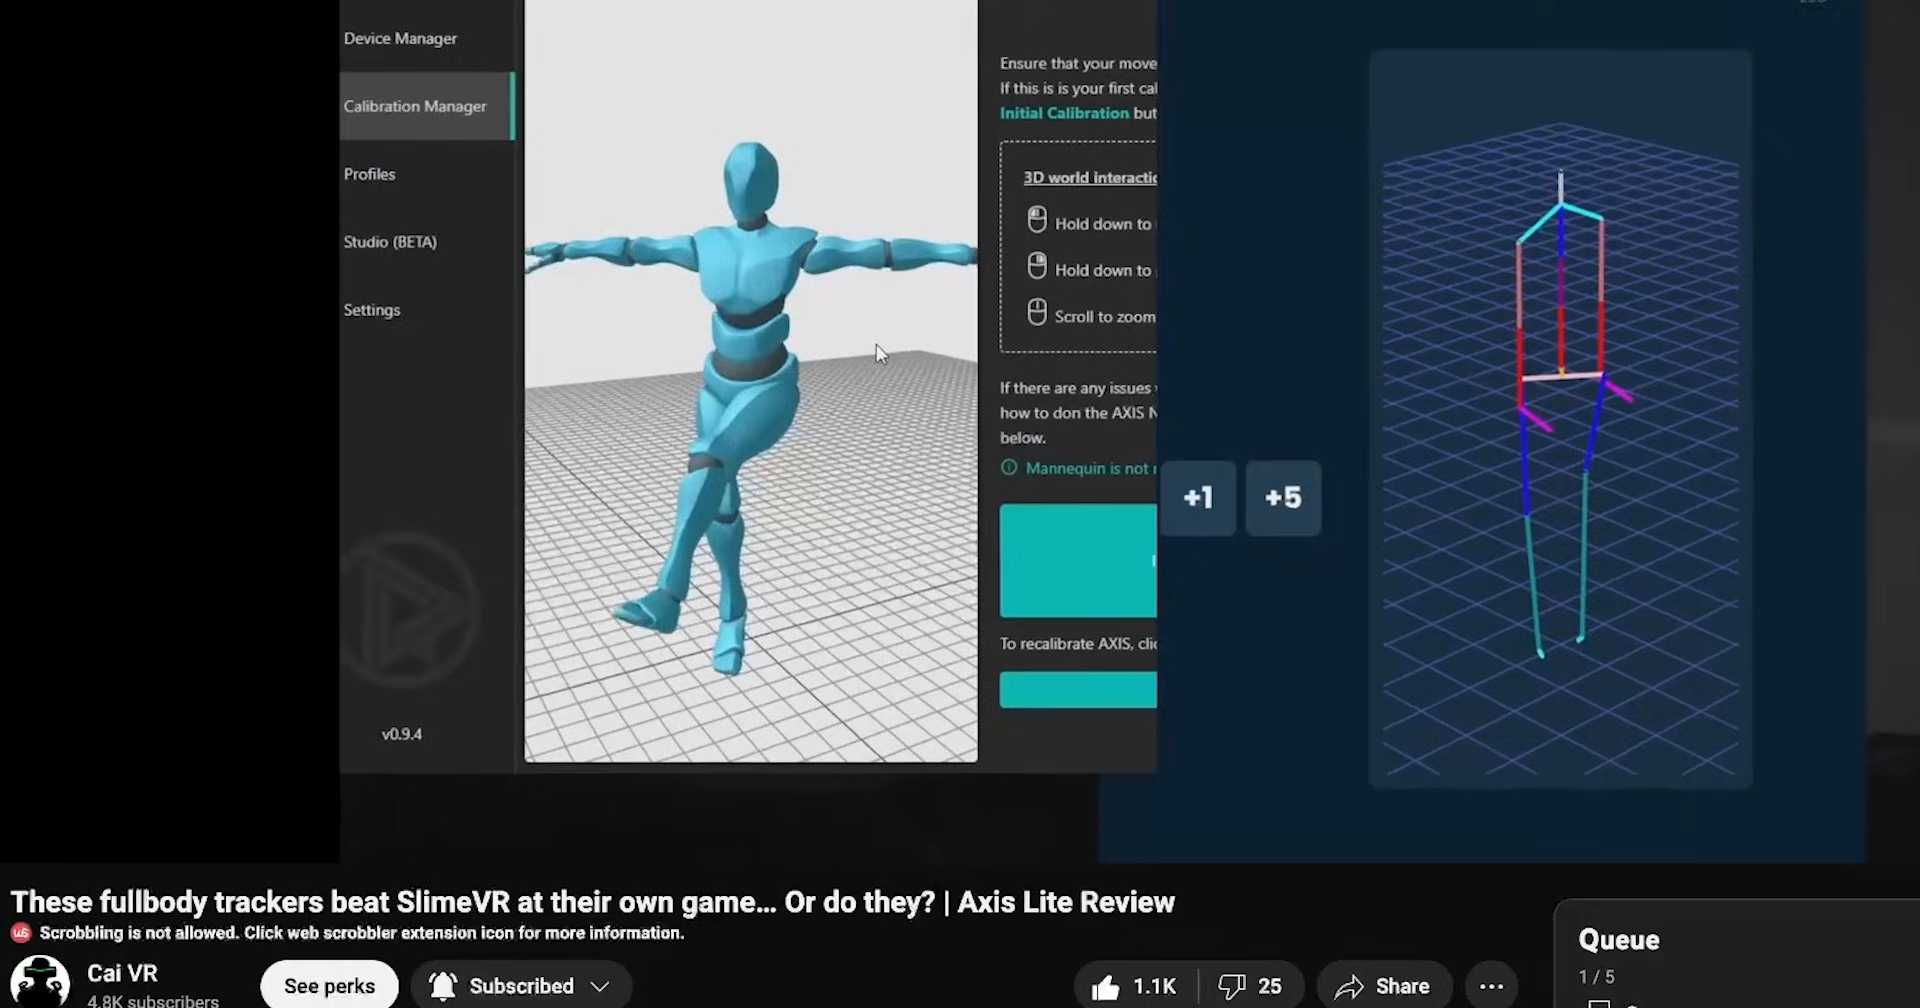 Device Manager
Calibration Manager
Profiles
Studio (BETA)
Settings
v0.9.4
Ensure that your move
If this is is your first cal
Initial Calibration but
3D world interactio
Hold down to
Hold down to
Scroll to zoom
If there are any issues
how to don the AXIS N
below.
Mannequin is not
To recalibrate AXIS, clic
+1 +5
These fullbody trackers beat SlimeVR at their own game... Or do they? | Axis Lite Review
Scrobbling is not allowed. Click web scrobbler extension icon for more information.
Cai VR
4.8K subscribers
See perks
Subscribed
1.1K
25
Share
Queue
1 / 5